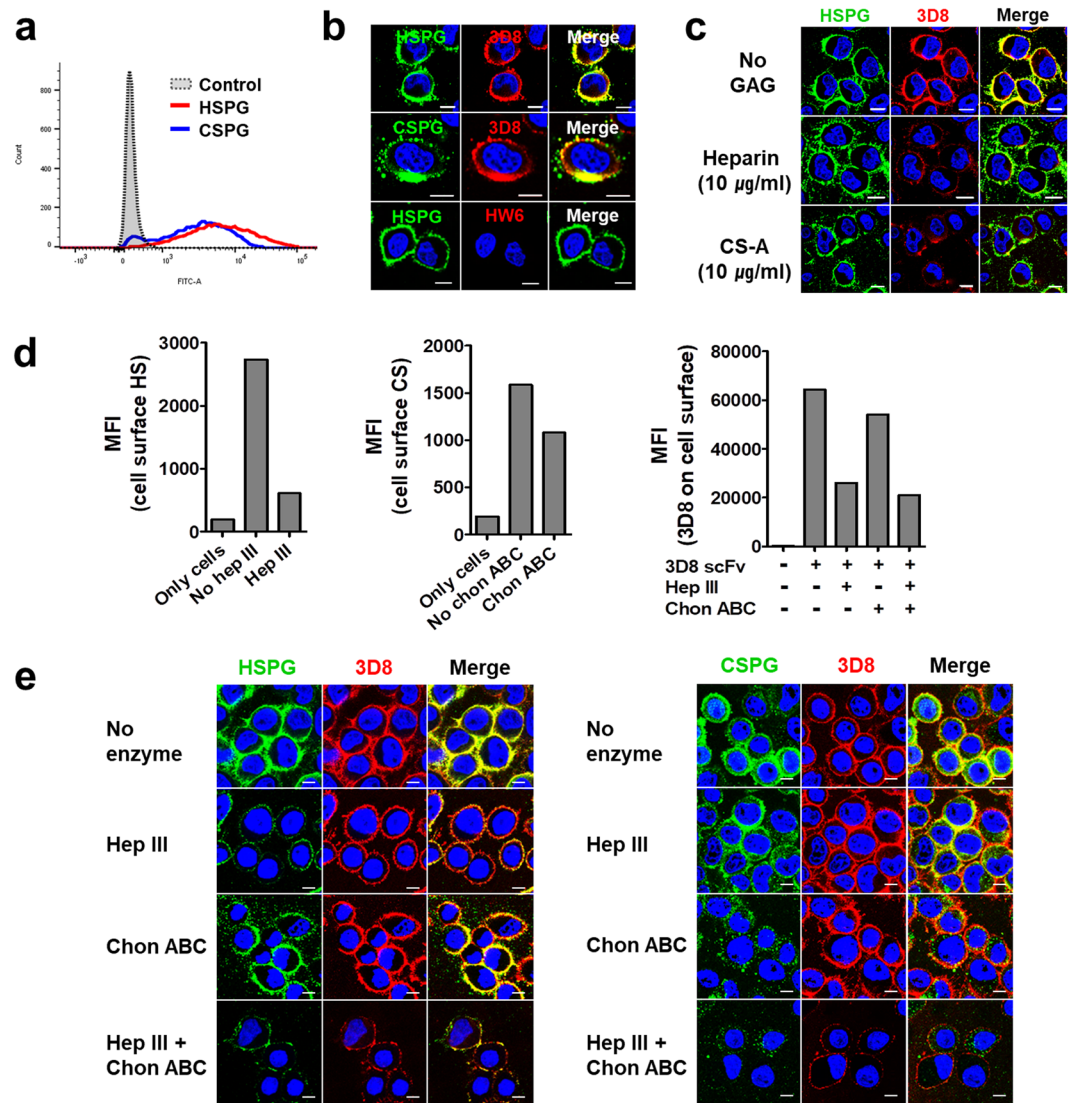 a
Control
HSPG
CSPG
800
600
400
200
0
Count
-10³
0
10³
10⁴
10⁵
FITC-A
b
HSPG 3D8 Merge
CSPG 3D8 Merge
HSPG HW6 Merge
c
HSPG 3D8 Merge
No
GAG
Heparin
(10 ㎍/ml)
CS-A
(10 ㎍/ml)
d
MFI
(cell surface HS)
3000
2000
1000
0
Only cells
No hep III
Hep III
MFI
(cell surface CS)
2000
1500
1000
500
0
Only cells
No chon ABC
Chon ABC
MFI
(3D8 on cell surface)
80000
60000
40000
20000
0
3D8 scFv - + + + +
Hep III - - + - +
Chon ABC - - - + +
e
HSPG 3D8 Merge
No
enzyme
Hep III
Chon ABC
Hep III +
Chon ABC
CSPG 3D8 Merge
No
enzyme
Hep III
Chon ABC
Hep III +
Chon ABC